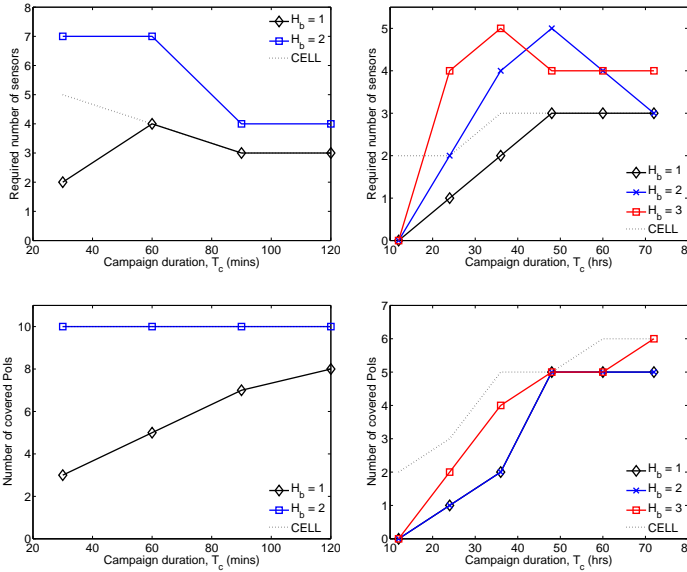 Required number of sensors
8
7
6
5
4
3
2
1
0
20 40 60 80 100 120
Campaign duration, T_c (mins)
H_b = 1
H_b = 2
CELL
Required number of sensors
5
4
3
2
1
0
10 20 30 40 50 60 70 8
Campaign duration, T_c (hrs)
H_b = 1
H_b = 2
H_b = 3
CELL
Number of covered PoIs
10
8
6
4
2
0
20 40 60 80 100 120
Campaign duration, T_c (mins)
H_b = 1
H_b = 2
CELL
Number of covered PoIs
7
6
5
4
3
2
1
0
10 20 30 40 50 60 70 8
Campaign duration, T_c (hrs)
H_b = 1
H_b = 2
H_b = 3
CELL